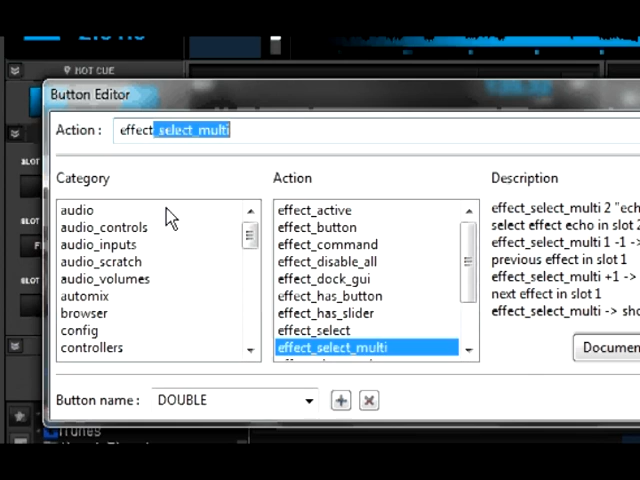 HOT CUE
Button Editor
Action : effect_select_multi
Category
Action
Description
audio
audio_controls
audio_inputs
audio_scratch
audio_volumes
automix
browser
config
controllers
effect_active
effect_button
effect_command
effect_disable_all
effect_dock_gui
effect_has_button
effect_has_slider
effect_select
effect_select_multi
effect_select_multi 2 "ech
select effect echo in slot 2
effect_select_multi 1 -1 ->
previous effect in slot 1
effect_select_multi +1 ->
next effect in slot 1
effect_select_multi -> sho
Documen
Button name : DOUBLE
iTunes